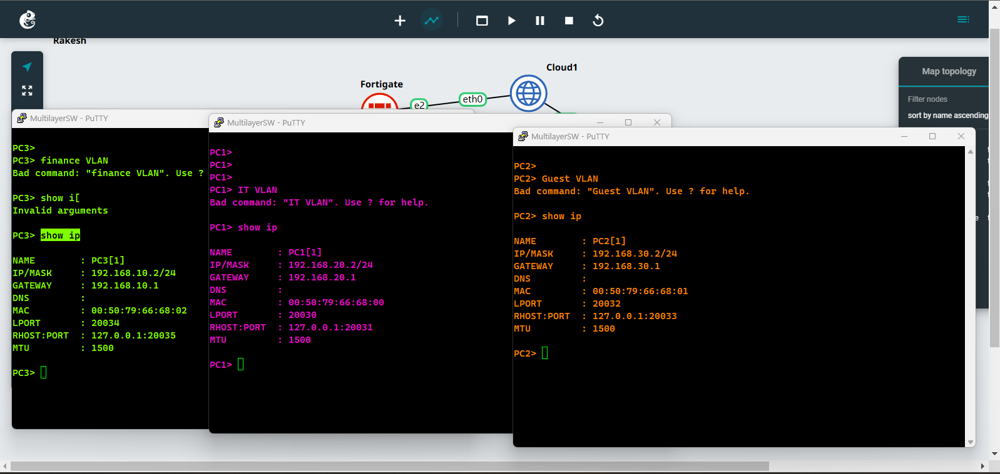 Rakesh
Cloud1
Fortigate
Map topology
eth0
e2
Filter nodes
sort by name ascending
MultilayerSW - PuTTY
PC3>
PC3> finance VLAN
Bad command: "finance VLAN". Use ?
PC3> show i[
Invalid arguments
PC3> show ip
NAME : PC3[1]
IP/MASK : 192.168.10.2/24
GATEWAY : 192.168.10.1
DNS :
MAC : 00:50:79:66:68:02
LPORT : 20034
RHOST:PORT : 127.0.0.1:20035
MTU : 1500
PC3>
MultilayerSW - PuTTY
PC1>
PC1>
PC1>
PC1> IT VLAN
Bad command: "IT VLAN". Use ? for help.
PC1> show ip
NAME : PC1[1]
IP/MASK : 192.168.20.2/24
GATEWAY : 192.168.20.1
DNS :
MAC : 00:50:79:66:68:00
LPORT : 20030
RHOST:PORT : 127.0.0.1:20031
MTU : 1500
PC1>
MultilayerSW - PuTTY
PC2>
PC2> Guest VLAN
Bad command: "Guest VLAN". Use ? for help.
PC2> show ip
NAME : PC2[1]
IP/MASK : 192.168.30.2/24
GATEWAY : 192.168.30.1
DNS :
MAC : 00:50:79:66:68:01
LPORT : 20032
RHOST:PORT : 127.0.0.1:20033
MTU : 1500
PC2>